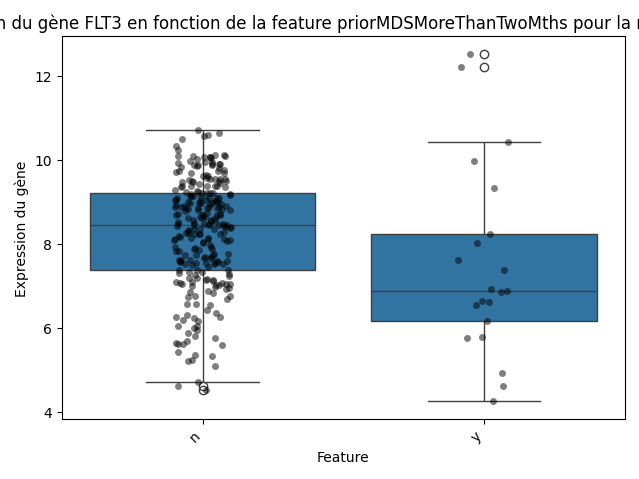 du gène FLT3 en fonction de la feature priorMDSMoreThanTwoMths pour la
Expression du gène
12
10
8
6
4
n
y
Feature